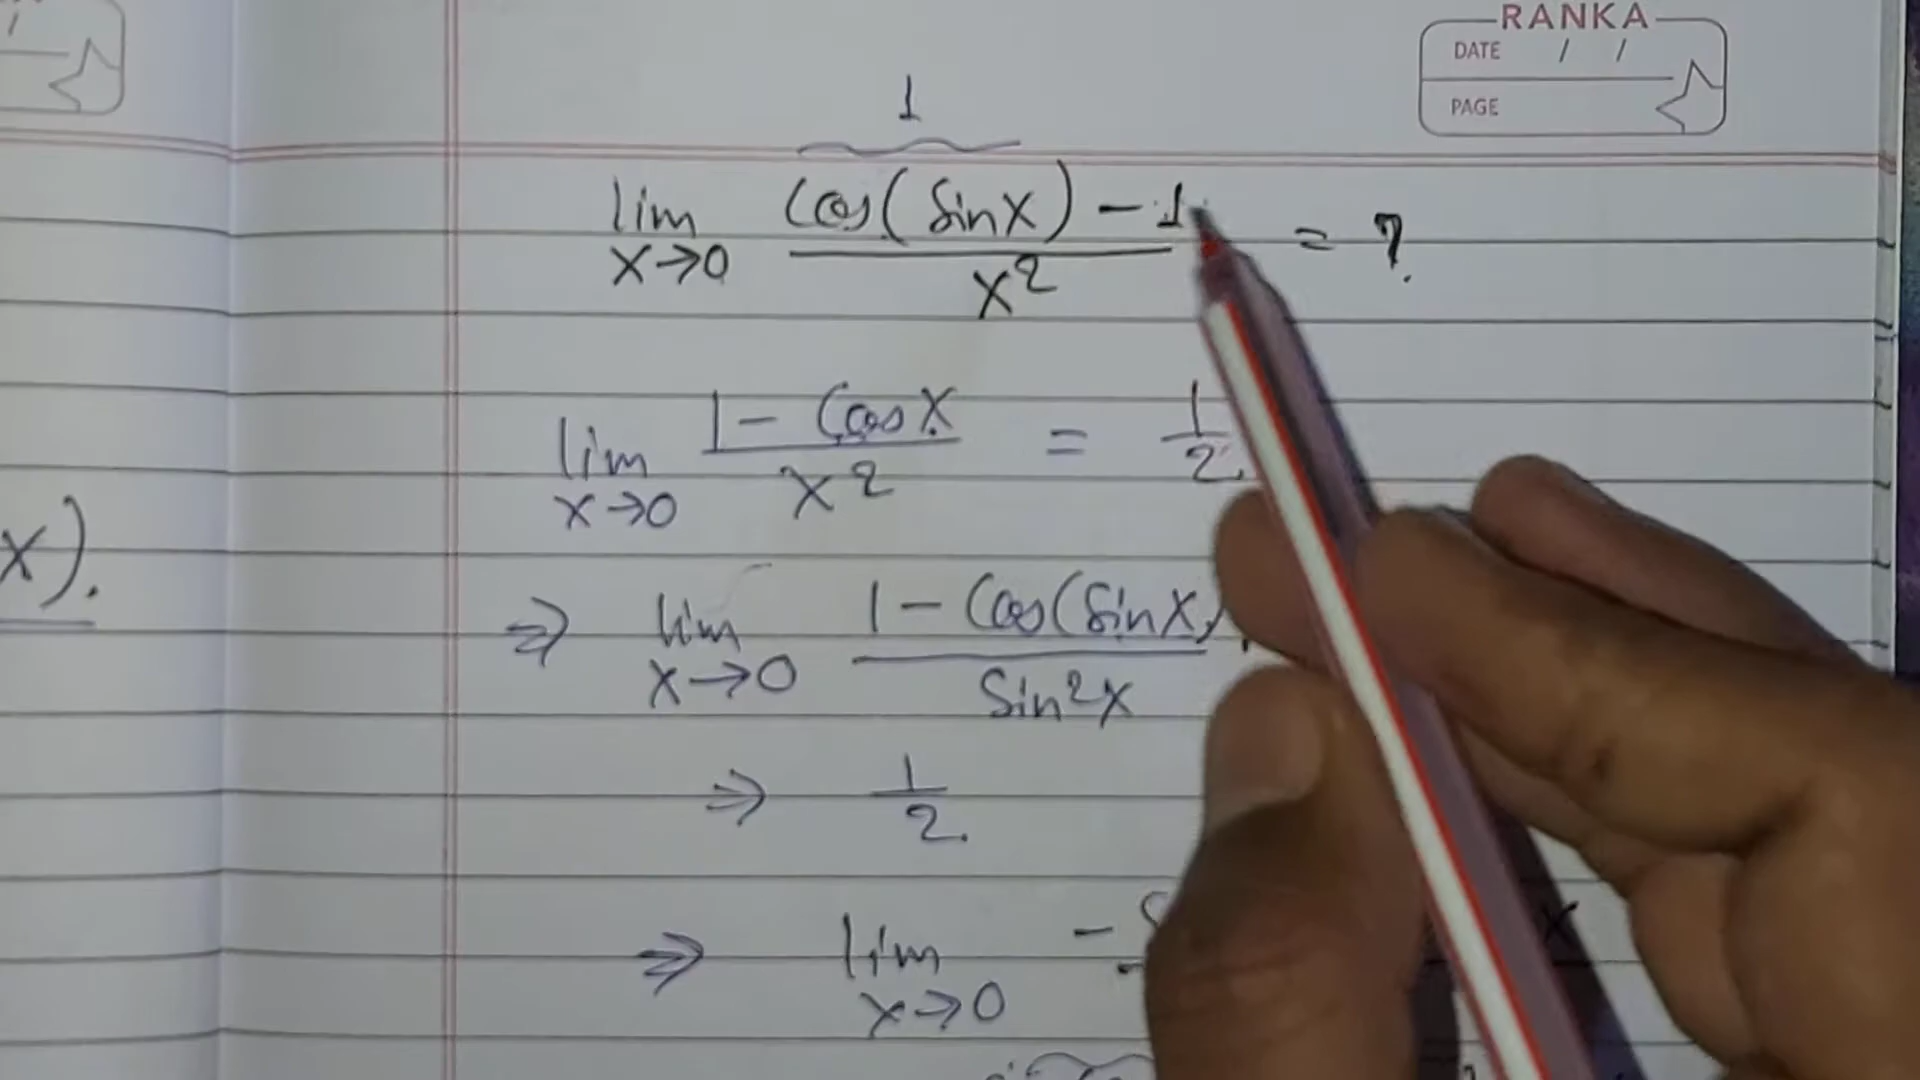 RANKA
DATE / /
PAGE
1
lim x→0 (cos(sinx) - 1)/x² = ?
lim x→0 (1 - cosx)/x² = 1/2.
x).
⇒ lim x→0 (1 - cos(sinx))/sin²x
⇒ 1/2.
⇒ lim x→0 -